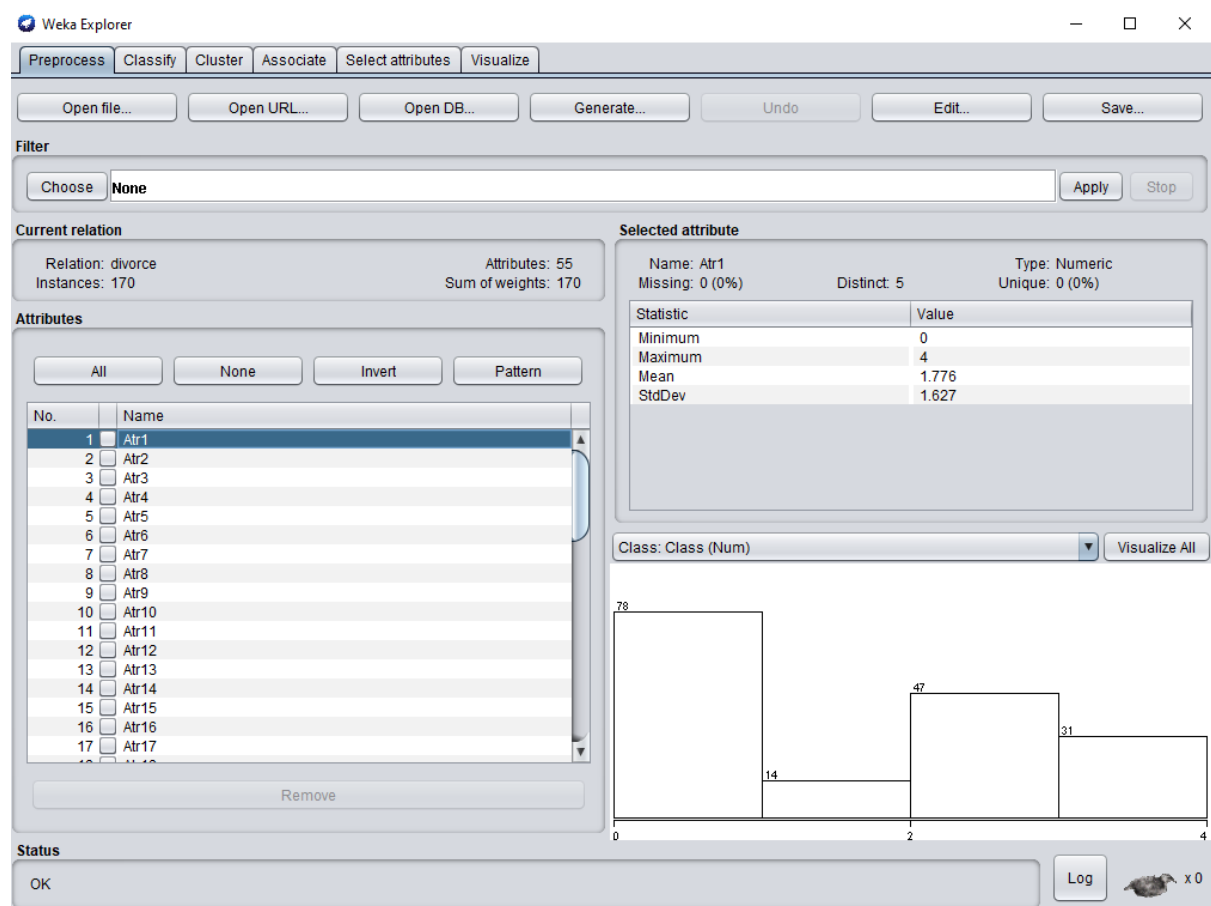 Weka Explorer
Preprocess Classify Cluster Associate Select attributes Visualize
Open file... Open URL... Open DB... Generate... Undo Edit... Save...
Filter
Choose None Apply Stop
Current relation
Relation: divorce Attributes: 55
Instances: 170 Sum of weights: 170
Attributes
All None Invert Pattern
No. Name
1 Atr1
2 Atr2
3 Atr3
4 Atr4
5 Atr5
6 Atr6
7 Atr7
8 Atr8
9 Atr9
10 Atr10
11 Atr11
12 Atr12
13 Atr13
14 Atr14
15 Atr15
16 Atr16
17 Atr17
Remove
Selected attribute
Name: Atr1 Type: Numeric
Missing: 0 (0%) Distinct: 5 Unique: 0 (0%)
Statistic Value
Minimum 0
Maximum 4
Mean 1.776
StdDev 1.627
Class: Class (Num) Visualize All
78
47
31
14
0 2 4
Status
OK Log x 0